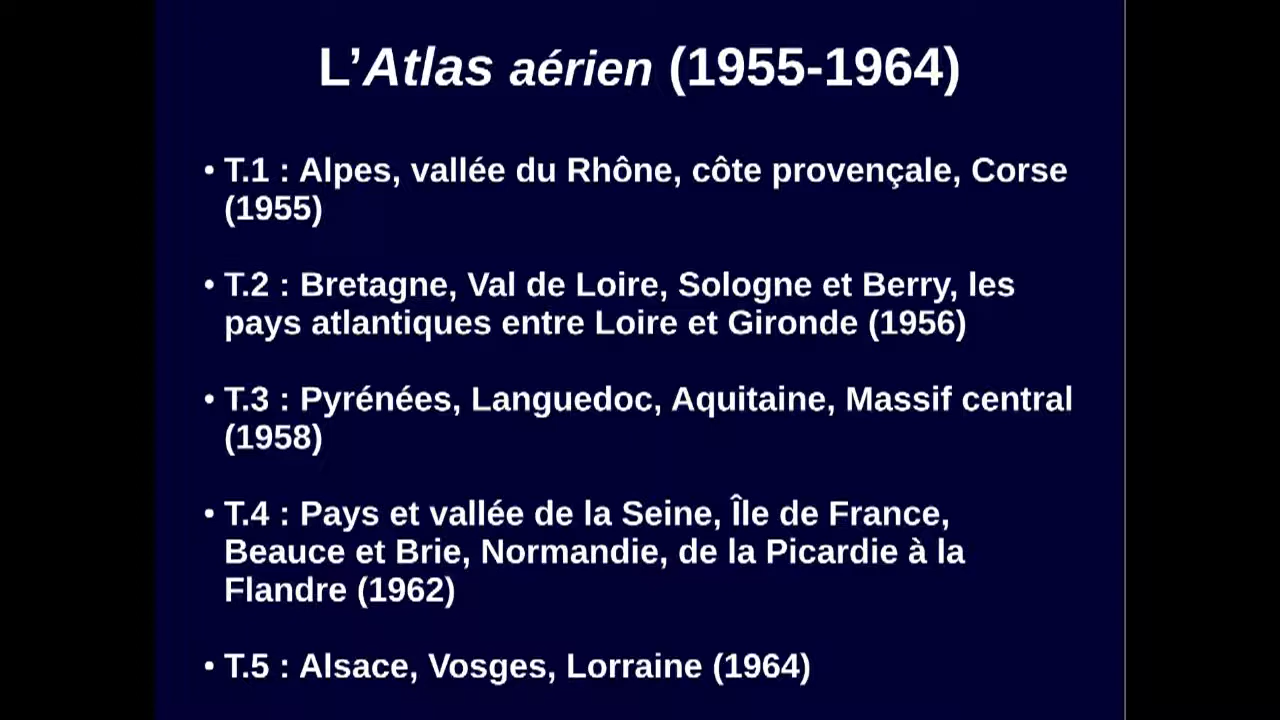 L’Atlas aérien (1955-1964)
• T.1 : Alpes, vallée du Rhône, côte provençale, Corse
(1955)
• T.2 : Bretagne, Val de Loire, Sologne et Berry, les
pays atlantiques entre Loire et Gironde (1956)
• T.3 : Pyrénées, Languedoc, Aquitaine, Massif central
(1958)
• T.4 : Pays et vallée de la Seine, Île de France,
Beauce et Brie, Normandie, de la Picardie à la
Flandre (1962)
• T.5 : Alsace, Vosges, Lorraine (1964)